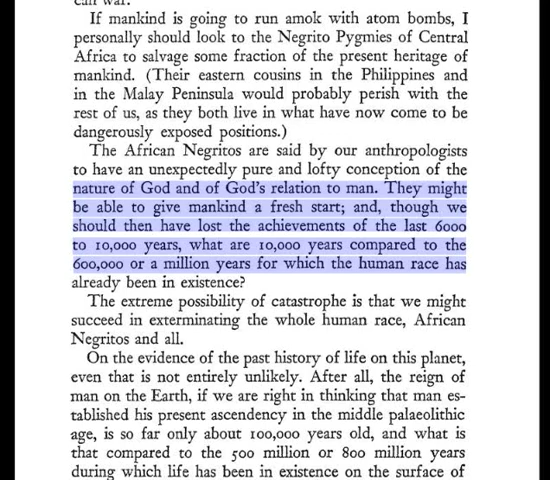 If mankind is going to run amok with atom bombs, I
personally should look to the Negrito Pygmies of Central
Africa to salvage some fraction of the present heritage of
mankind. (Their eastern cousins in the Philippines and
in the Malay Peninsula would probably perish with the
rest of us, as they both live in what have now come to be
dangerously exposed positions.)
The African Negritos are said by our anthropologists
to have an unexpectedly pure and lofty conception of the
nature of God and of God's relation to man. They might
be able to give mankind a fresh start; and, though we
should then have lost the achievements of the last 6000
to 10,000 years, what are 10,000 years compared to the
600,000 or a million years for which the human race has
already been in existence?
The extreme possibility of catastrophe is that we might
succeed in exterminating the whole human race, African
Negritos and all.
On the evidence of the past history of life on this planet,
even that is not entirely unlikely. After all, the reign of
man on the Earth, if we are right in thinking that man es-
tablished his present ascendency in the middle palaeolithic
age, is so far only about 100,000 years old, and what is
that compared to the 500 million or 800 million years
during which life has been in existence on the surface of